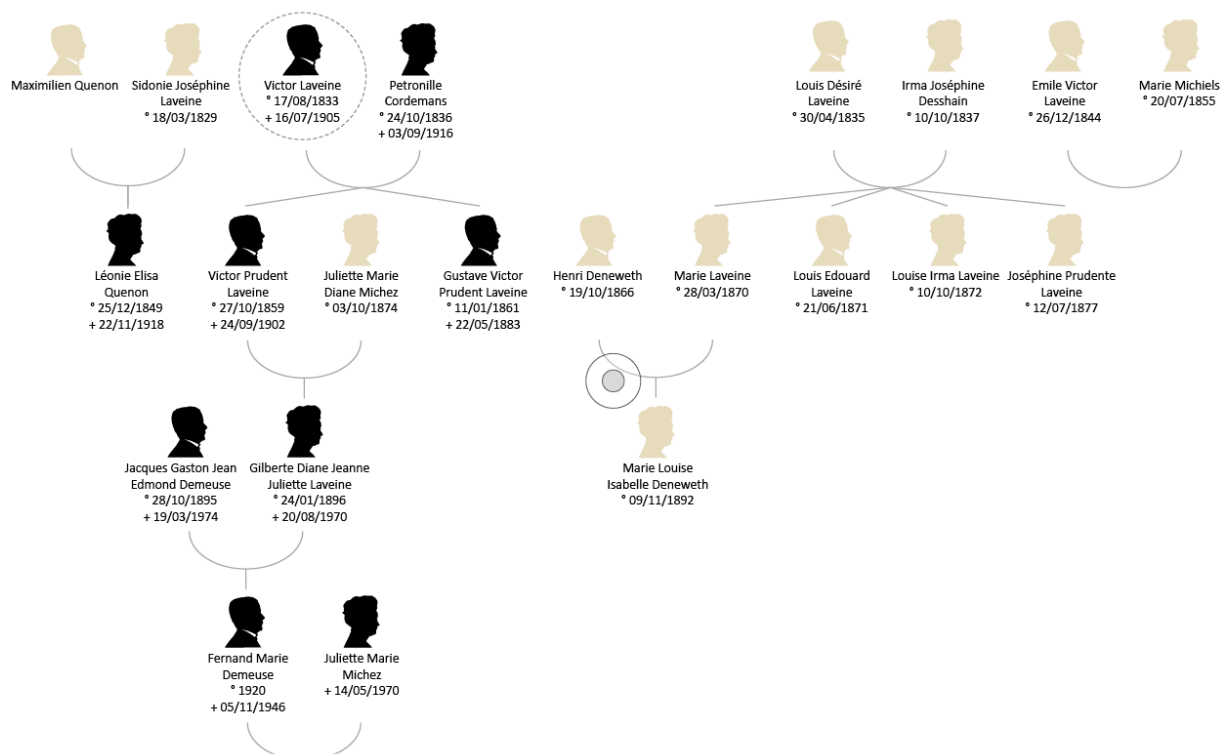 Maximilien Quenon
Sidonie Joséphine
Laveine
° 18/03/1829
Victor Laveine
° 17/08/1833
+ 16/07/1905
Petronille
Cordemans
° 24/10/1836
+ 03/09/1916
Louis Désiré
Laveine
° 30/04/1835
Irma Joséphine
Desshain
° 10/10/1837
Emile Victor
Laveine
° 26/12/1844
Marie Michiels
° 20/07/1855
Léonie Elisa
Quenon
° 25/12/1849
+ 22/11/1918
Victor Prudent
Laveine
° 27/10/1859
+ 24/09/1902
Juliette Marie
Diane Michez
° 03/10/1874
Gustave Victor
Prudent Laveine
° 11/01/1861
+ 22/05/1883
Henri Deneweth
° 19/10/1866
Marie Laveine
° 28/03/1870
Louis Edouard
Laveine
° 21/06/1871
Louise Irma Laveine
° 10/10/1872
Joséphine Prudente
Laveine
° 12/07/1877
Jacques Gaston Jean
Edmond Demeuse
° 28/10/1895
+ 19/03/1974
Gilberte Diane Jeanne
Juliette Laveine
° 24/01/1896
+ 20/08/1970
Marie Louise
Isabelle Deneweth
° 09/11/1892
Fernand Marie
Demeuse
° 1920
+ 05/11/1946
Juliette Marie
Michez
+ 14/05/1970